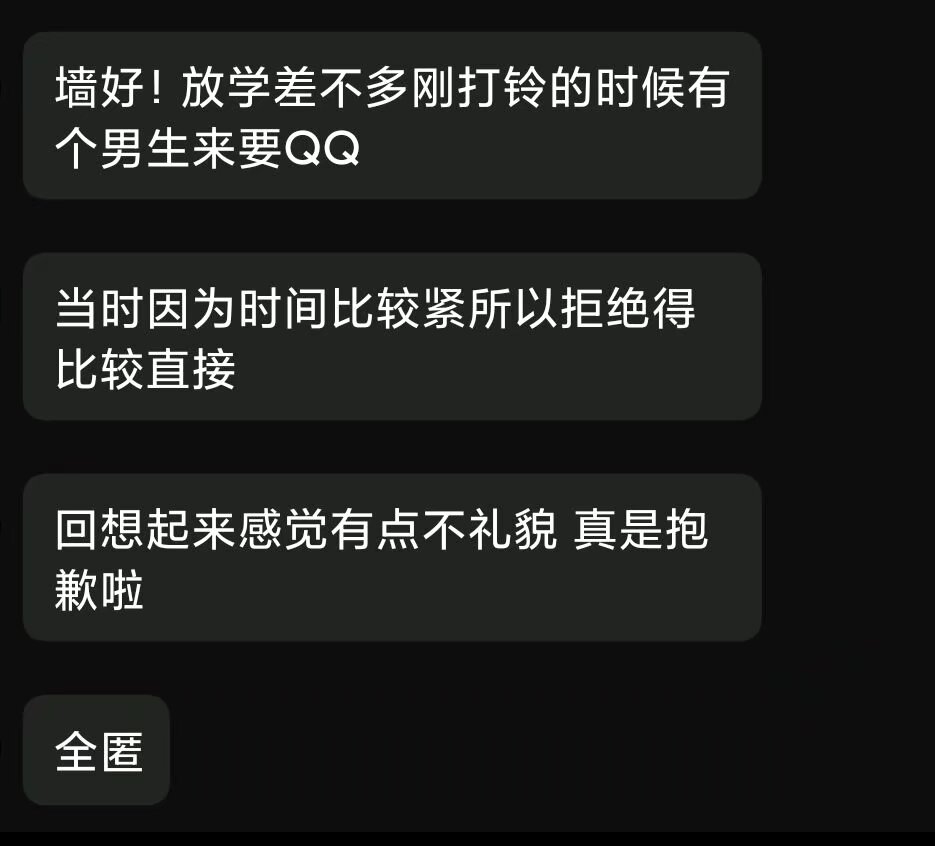 墙好！放学差不多刚打铃的时候有
个男生来要QQ
当时因为时间比较紧所以拒绝得
比较直接
回想起来感觉有点不礼貌 真是抱
歉啦
全匿